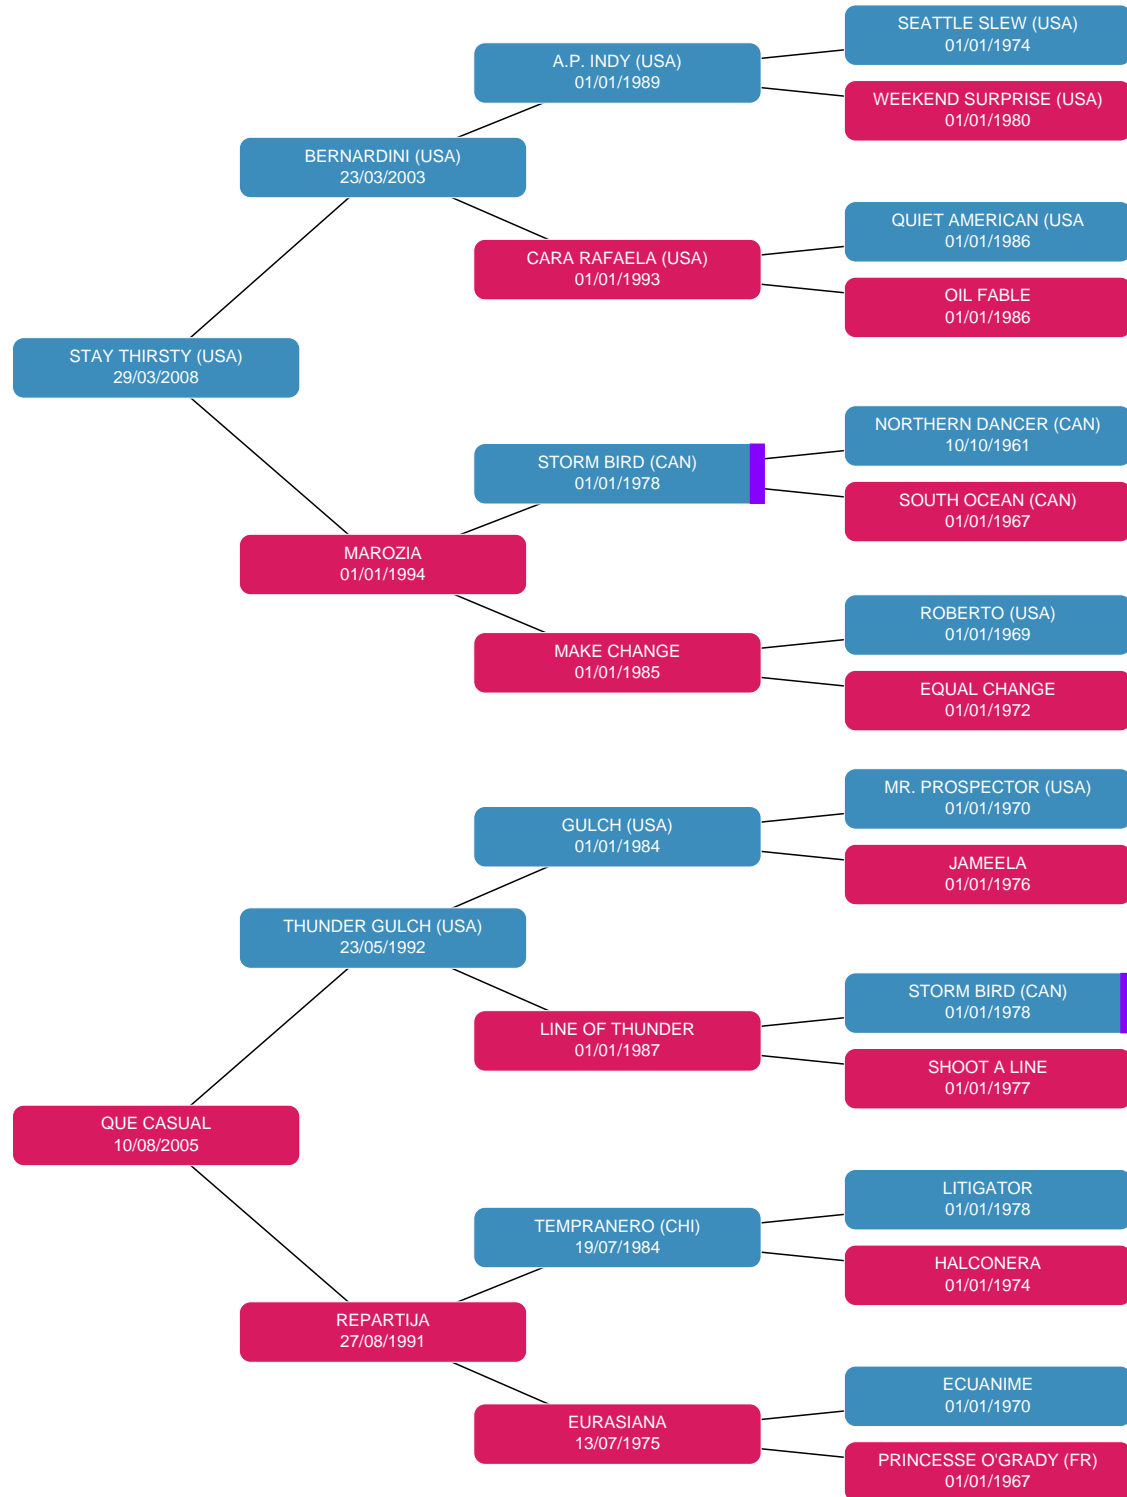 SEATTLE SLEW (USA)
01/01/1974
A.P. INDY (USA)
01/01/1989
WEEKEND SURPRISE (USA)
01/01/1980
BERNARDINI (USA)
23/03/2003
QUIET AMERICAN (USA
01/01/1986
CARA RAFAELA (USA)
01/01/1993
OIL FABLE
01/01/1986
STAY THIRSTY (USA)
29/03/2008
NORTHERN DANCER (CAN)
10/10/1961
STORM BIRD (CAN)
01/01/1978
SOUTH OCEAN (CAN)
01/01/1967
MAROZIA
01/01/1994
ROBERTO (USA)
01/01/1969
MAKE CHANGE
01/01/1985
EQUAL CHANGE
01/01/1972
MR. PROSPECTOR (USA)
01/01/1970
GULCH (USA)
01/01/1984
JAMEELA
01/01/1976
THUNDER GULCH (USA)
23/05/1992
STORM BIRD (CAN)
01/01/1978
LINE OF THUNDER
01/01/1987
SHOOT A LINE
01/01/1977
QUE CASUAL
10/08/2005
LITIGATOR
01/01/1978
TEMPRANERO (CHI)
19/07/1984
HALCONERA
01/01/1974
REPARTIJA
27/08/1991
ECUANIME
01/01/1970
EURASIANA
13/07/1975
PRINCESSE O'GRADY (FR)
01/01/1967